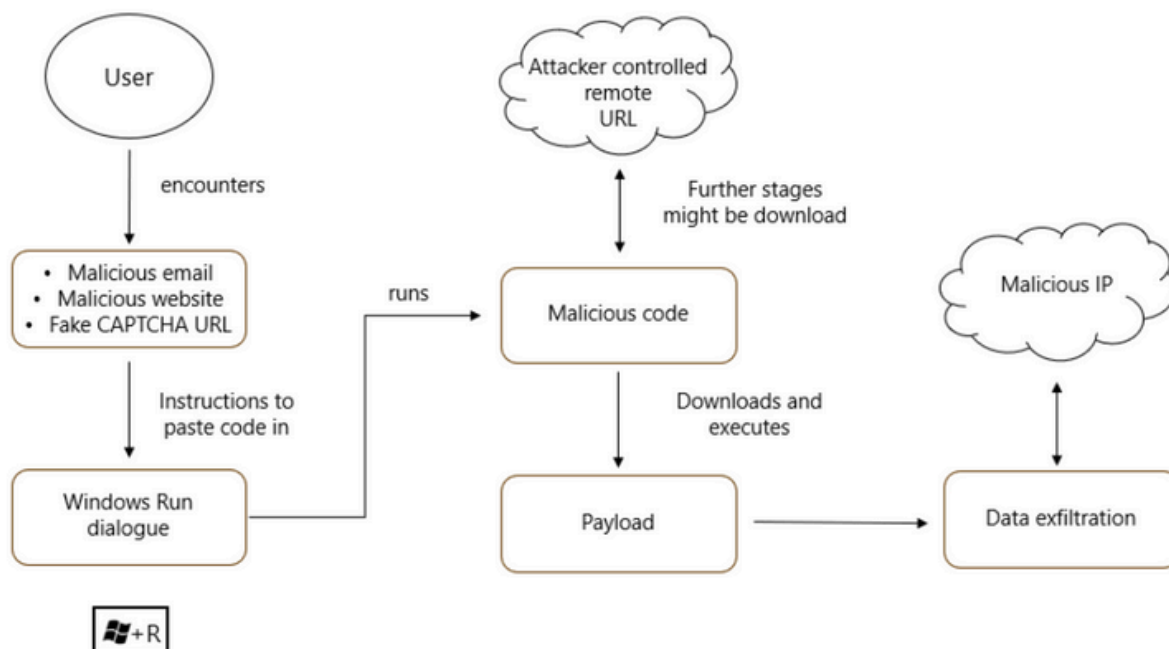 User
encounters
• Malicious email
• Malicious website
• Fake CAPTCHA URL
Instructions to
paste code in
Windows Run
dialogue
+R
runs
Attacker controlled
remote
URL
Further stages
might be download
Malicious code
Downloads and
executes
Payload
Malicious IP
Data exfiltration